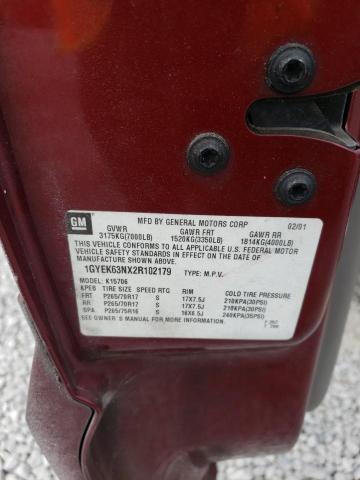 GM
MFD BY GENERAL MOTORS CORP 02/01
GVWR GAWR FRT GAWR RR
3175KG(7000LB) 1520KG(3350LB) 1814KG(4000LB)
THIS VEHICLE CONFORMS TO ALL APPLICABLE U.S. FEDERAL MOTOR
VEHICLE SAFETY STANDARDS IN EFFECT ON THE DATE OF
MANUFACTURE SHOWN ABOVE.
1GYEK63NX2R102179 TYPE: M.P.V.
MODEL: K15706
KPEB TIRE SIZE SPEED RTG RIM COLD TIRE PRESSURE
FRT P265/70R17 S 17X7.5J 210KPA(30PSI)
RR P265/70R17 S 17X7.5J 210KPA(30PSI)
SPA P265/75R16 S 16X6.5J 240KPA(35PSI)
SEE OWNER'S MANUAL FOR MORE INFORMATION.